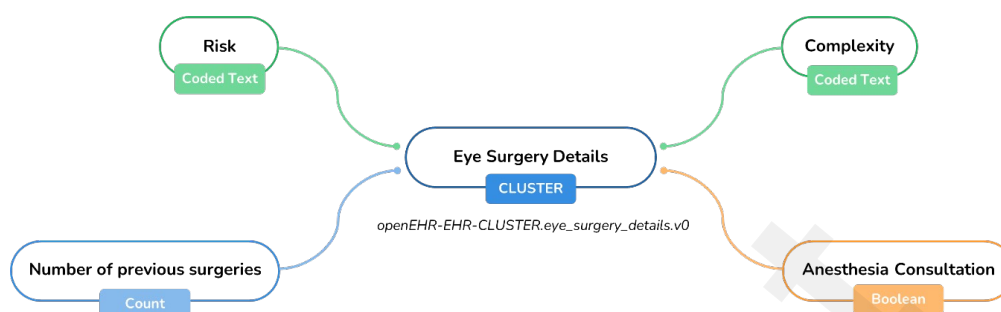 Risk
Coded Text
Complexity
Coded Text
Eye Surgery Details
CLUSTER
openEHR-EHR-CLUSTER.eye_surgery_details.v0
Number of previous surgeries
Count
Anesthesia Consultation
Boolean